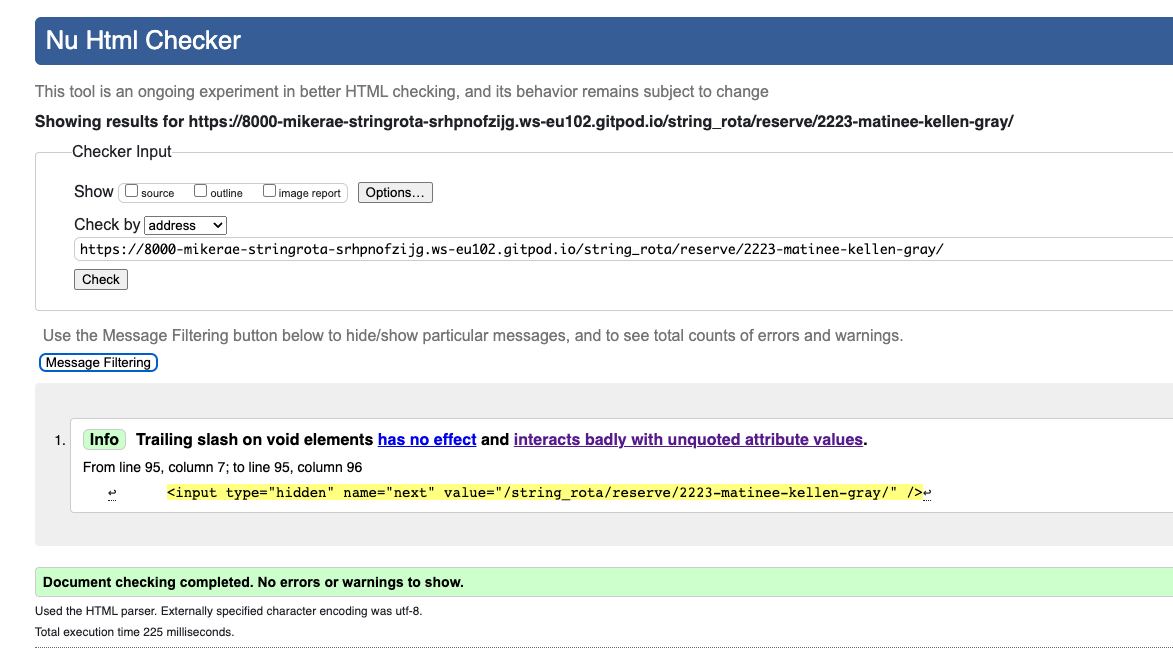 Nu Html Checker
This tool is an ongoing experiment in better HTML checking, and its behavior remains subject to change
Showing results for https://8000-mikerae-stringrota-srhpnofzijg.ws-eu102.gitpod.io/string_rota/reserve/2223-matinee-kellen-gray/
Checker Input
Show source outline image report Options...
Check by address
https://8000-mikerae-stringrota-srhpnofzijg.ws-eu102.gitpod.io/string_rota/reserve/2223-matinee-kellen-gray/
Check
Use the Message Filtering button below to hide/show particular messages, and to see total counts of errors and warnings.
Message Filtering
1. Info Trailing slash on void elements has no effect and interacts badly with unquoted attribute values.
From line 95, column 7; to line 95, column 96
↩ <input type="hidden" name="next" value="/string_rota/reserve/2223-matinee-kellen-gray/" />↩
Document checking completed. No errors or warnings to show.
Used the HTML parser. Externally specified character encoding was utf-8.
Total execution time 225 milliseconds.